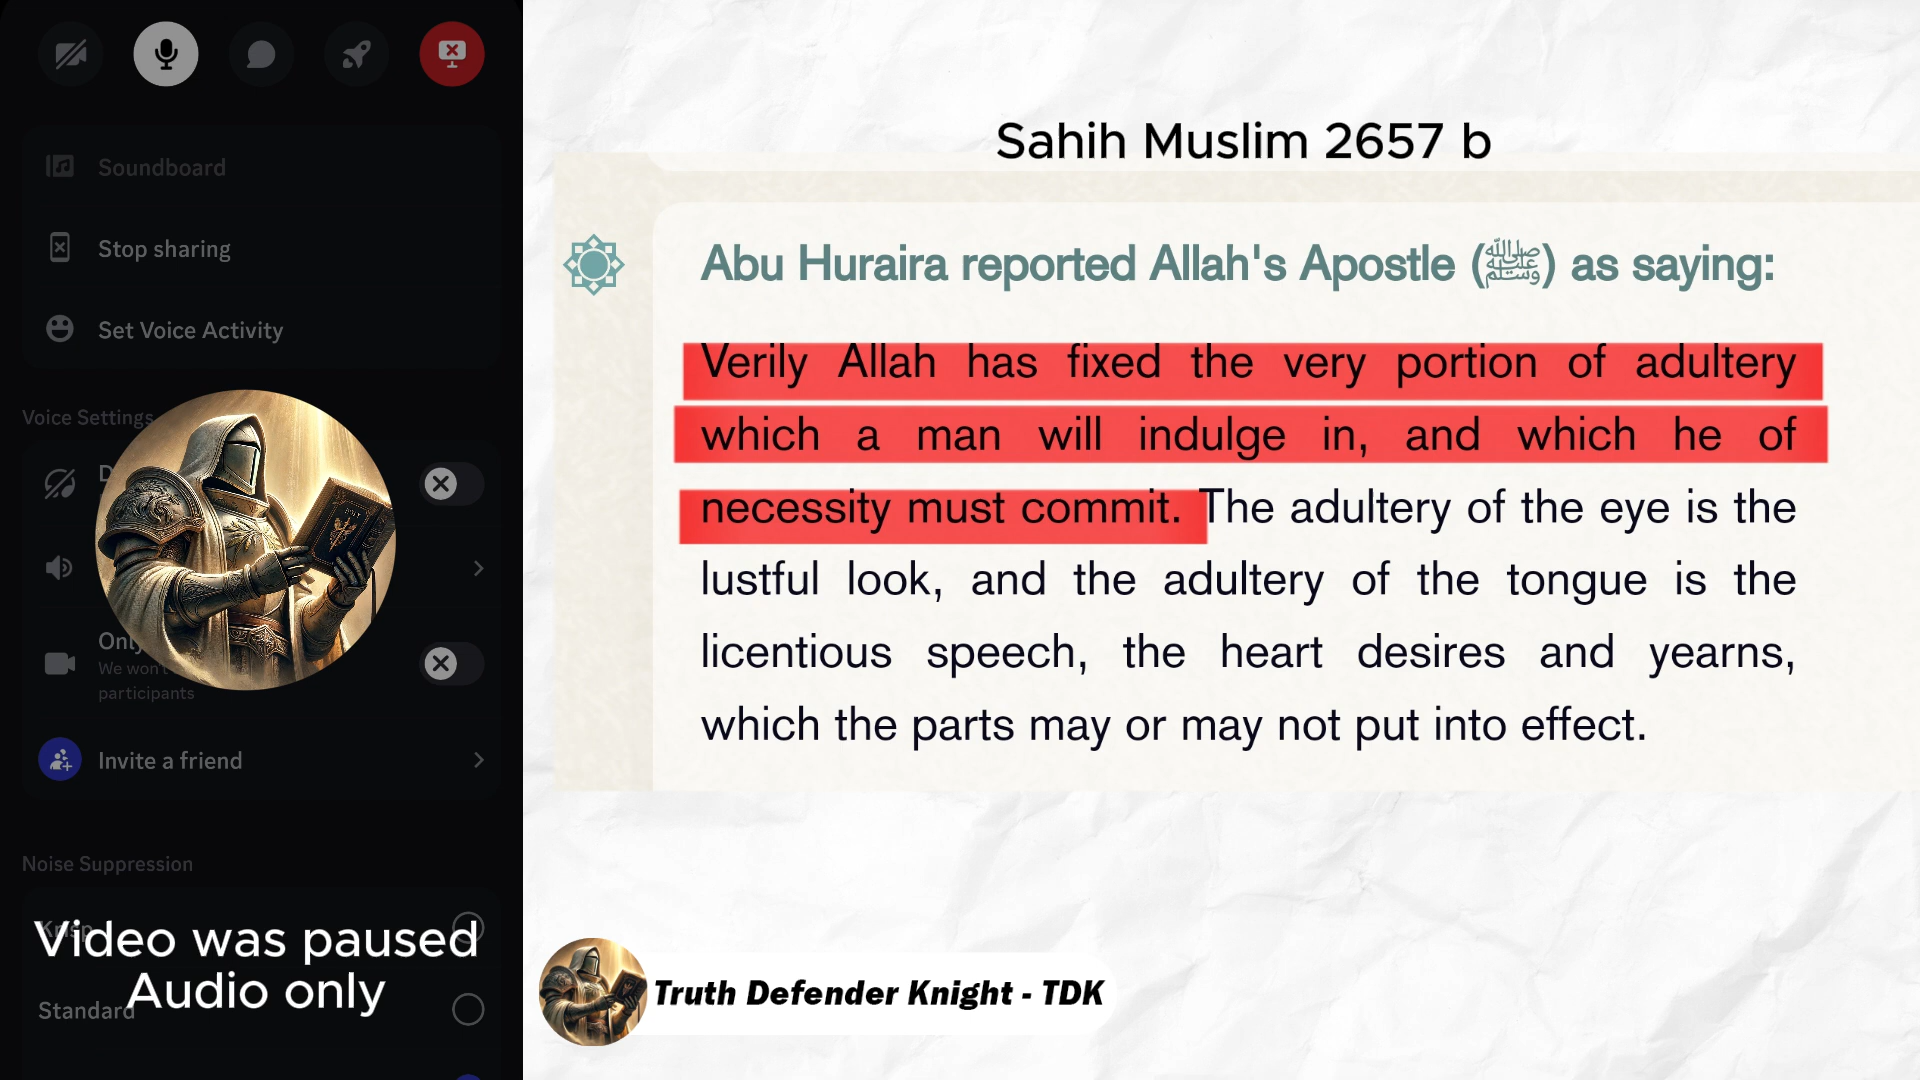 Soundboard
Stop sharing
Set Voice Activity
Voice Settings
We won't
participants
Invite a friend
Noise Suppression
Krisp
Video was paused
Audio only
Standard
Sahih Muslim 2657 b
Abu Huraira reported Allah's Apostle (ﷺ) as saying:
Verily Allah has fixed the very portion of adultery
which a man will indulge in, and which he of
necessity must commit. The adultery of the eye is the
lustful look, and the adultery of the tongue is the
licentious speech, the heart desires and yearns,
which the parts may or may not put into effect.
Truth Defender Knight - TDK